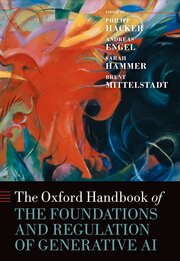 EDITED BY
PHILIPP
HACKER
ANDREAS
ENGEL
SARAH
HAMMER
BRENT
MITTELSTADT
The Oxford Handbook of
THE FOUNDATIONS
AND REGULATION
OF GENERATIVE AI